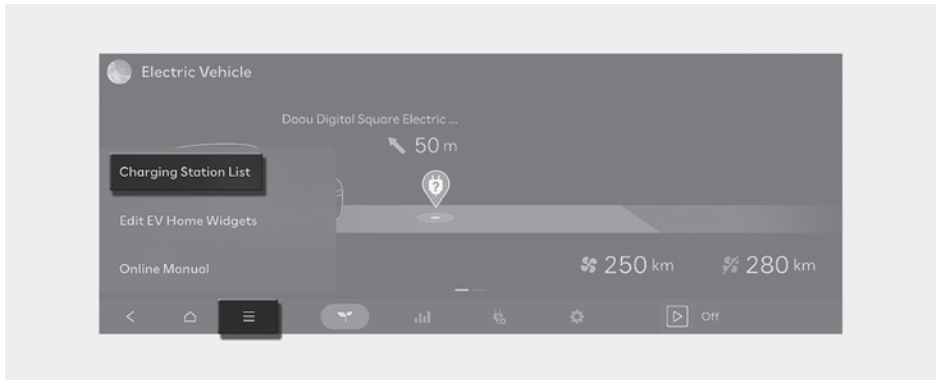 Electric Vehicle
Daou Digital Square Electric ...
50 m
Charging Station List
Edit EV Home Widgets
Online Manual
250 km
280 km
Off